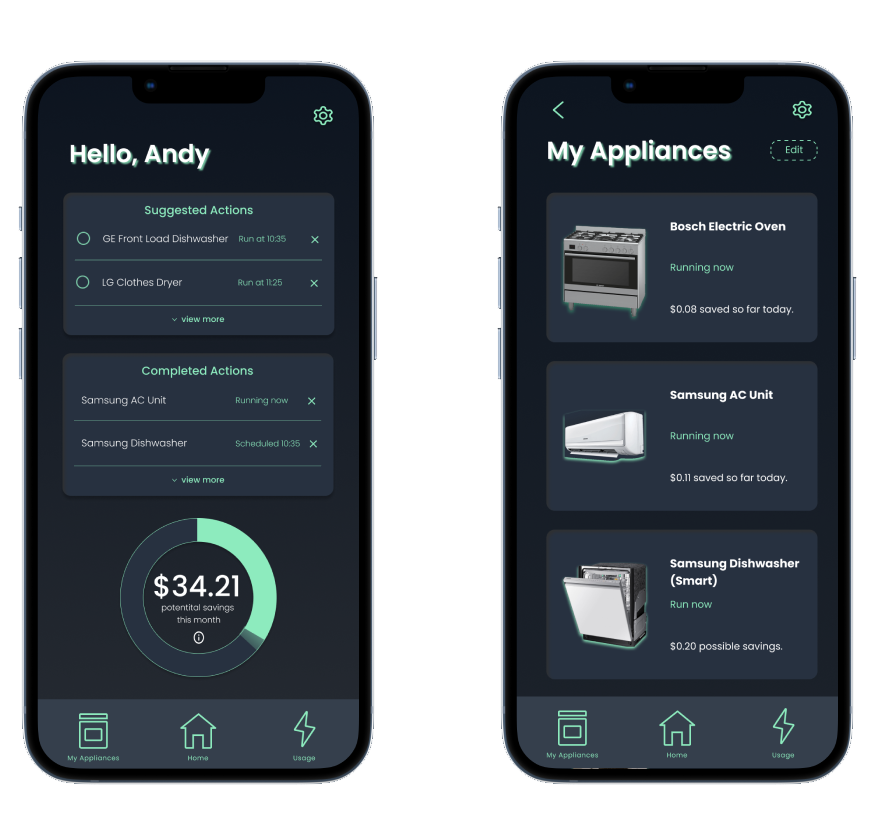 Hello, Andy
Suggested Actions
GE Front Load Dishwasher Run at 10:35
LG Clothes Dryer Run at 11:25
view more
Completed Actions
Samsung AC Unit Running now
Samsung Dishwasher Scheduled 10:35
view more
$34.21
potentital savings
this month
My Appliances Home Usage
My Appliances
Edit
Bosch Electric Oven
Running now
$0.08 saved so far today.
Samsung AC Unit
Running now
$0.11 saved so far today.
Samsung Dishwasher
(Smart)
Run now
$0.20 possible savings.
My Appliances Home Usage